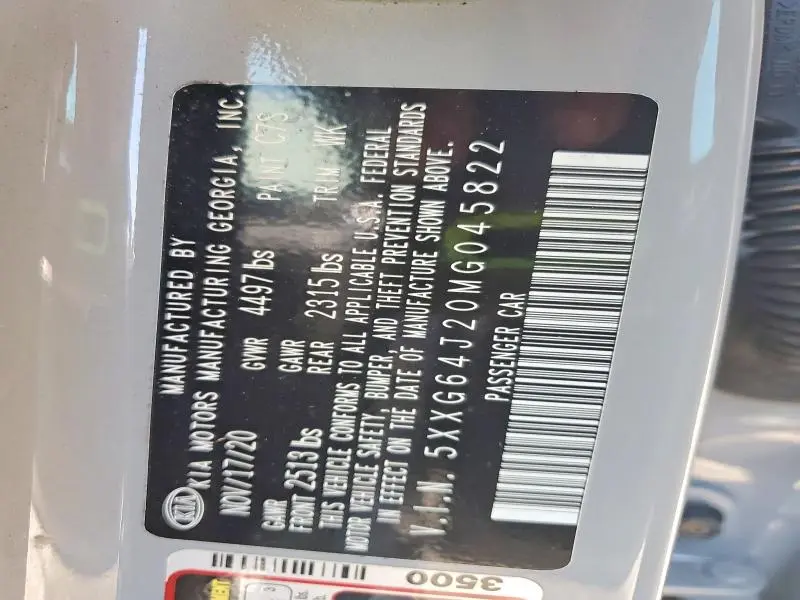 MANUFACTURED BY
KIA KIA MOTORS MANUFACTURING GEORGIA, INC.
NOV/17/20 GVWR 4497lbs PAINT C7S
GAWR GAWR
FRONT 2513lbs REAR 2315lbs TRIM WK
THIS VEHICLE CONFORMS TO ALL APPLICABLE U.S.A. FEDERAL
MOTOR VEHICLE SAFETY, BUMPER, AND THEFT PREVENTION STANDARDS
IN EFFECT ON THE DATE OF MANUFACTURE SHOWN ABOVE.
V.I.N. 5XXG64J20MG045822
PASSENGER CAR
3500